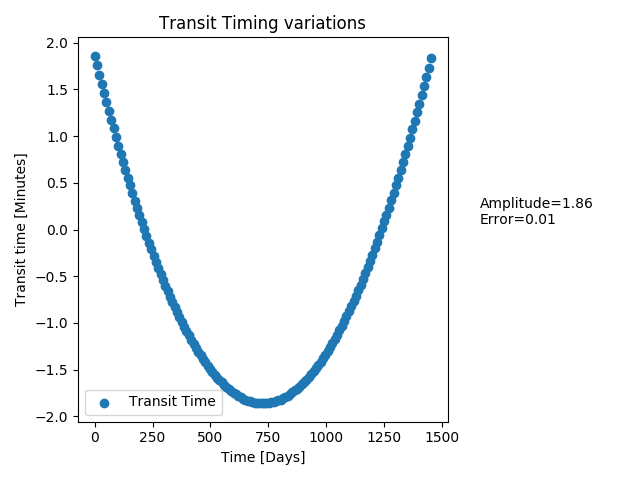 Transit Timing variations
2.0
1.5
1.0
0.5
0.0
−0.5
−1.0
−1.5
−2.0
Transit time [Minutes]
Transit Time
0
250
500
750
1000
1250
1500
Time [Days]
Amplitude=1.86
Error=0.01